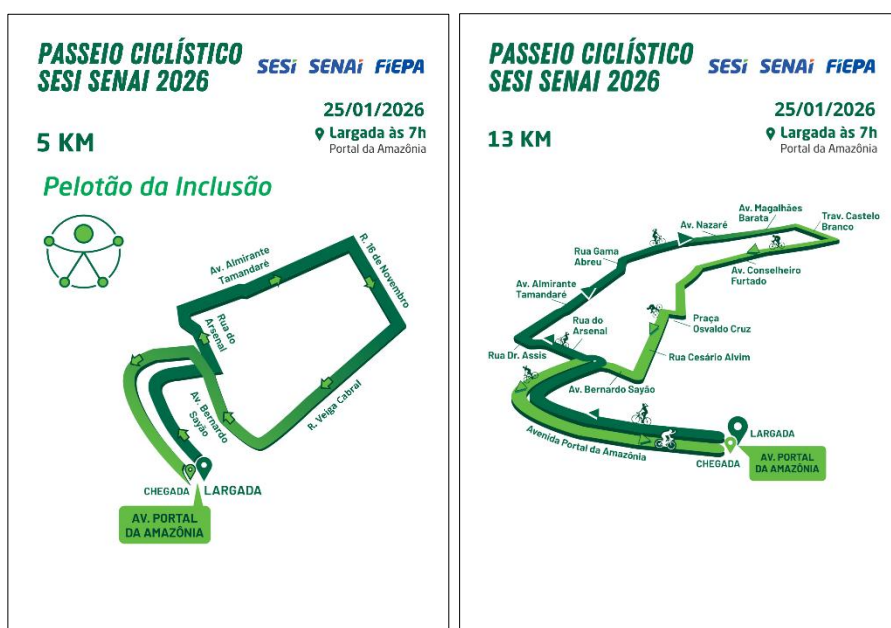 PASSEIO CICLÍSTICO
SESI SENAI 2026
SESI SENAI FIEPA
25/01/2026
Largada às 7h
Portal da Amazônia
5 KM
Pelotão da Inclusão
Av. Almirante
Tamandaré
R. 16 de Novembro
Rua do
Arsenal
R. Veiga Cabral
Av. Bernardo
Sayão
CHEGADA
LARGADA
AV. PORTAL
DA AMAZÔNIA
PASSEIO CICLÍSTICO
SESI SENAI 2026
SESI SENAI FIEPA
25/01/2026
Largada às 7h
Portal da Amazônia
13 KM
Av. Magalhães
Barata
Trav. Castelo
Branco
Av. Nazaré
Rua Gama
Abreu
Av. Conselheiro
Furtado
Av. Almirante
Tamandaré
Praça
Osvaldo Cruz
Rua do
Arsenal
Rua Dr. Assis
Rua Cesário Alvim
Av. Bernardo Sayão
Avenida Portal da Amazônia
LARGADA
CHEGADA
AV. PORTAL
DA AMAZÔNIA